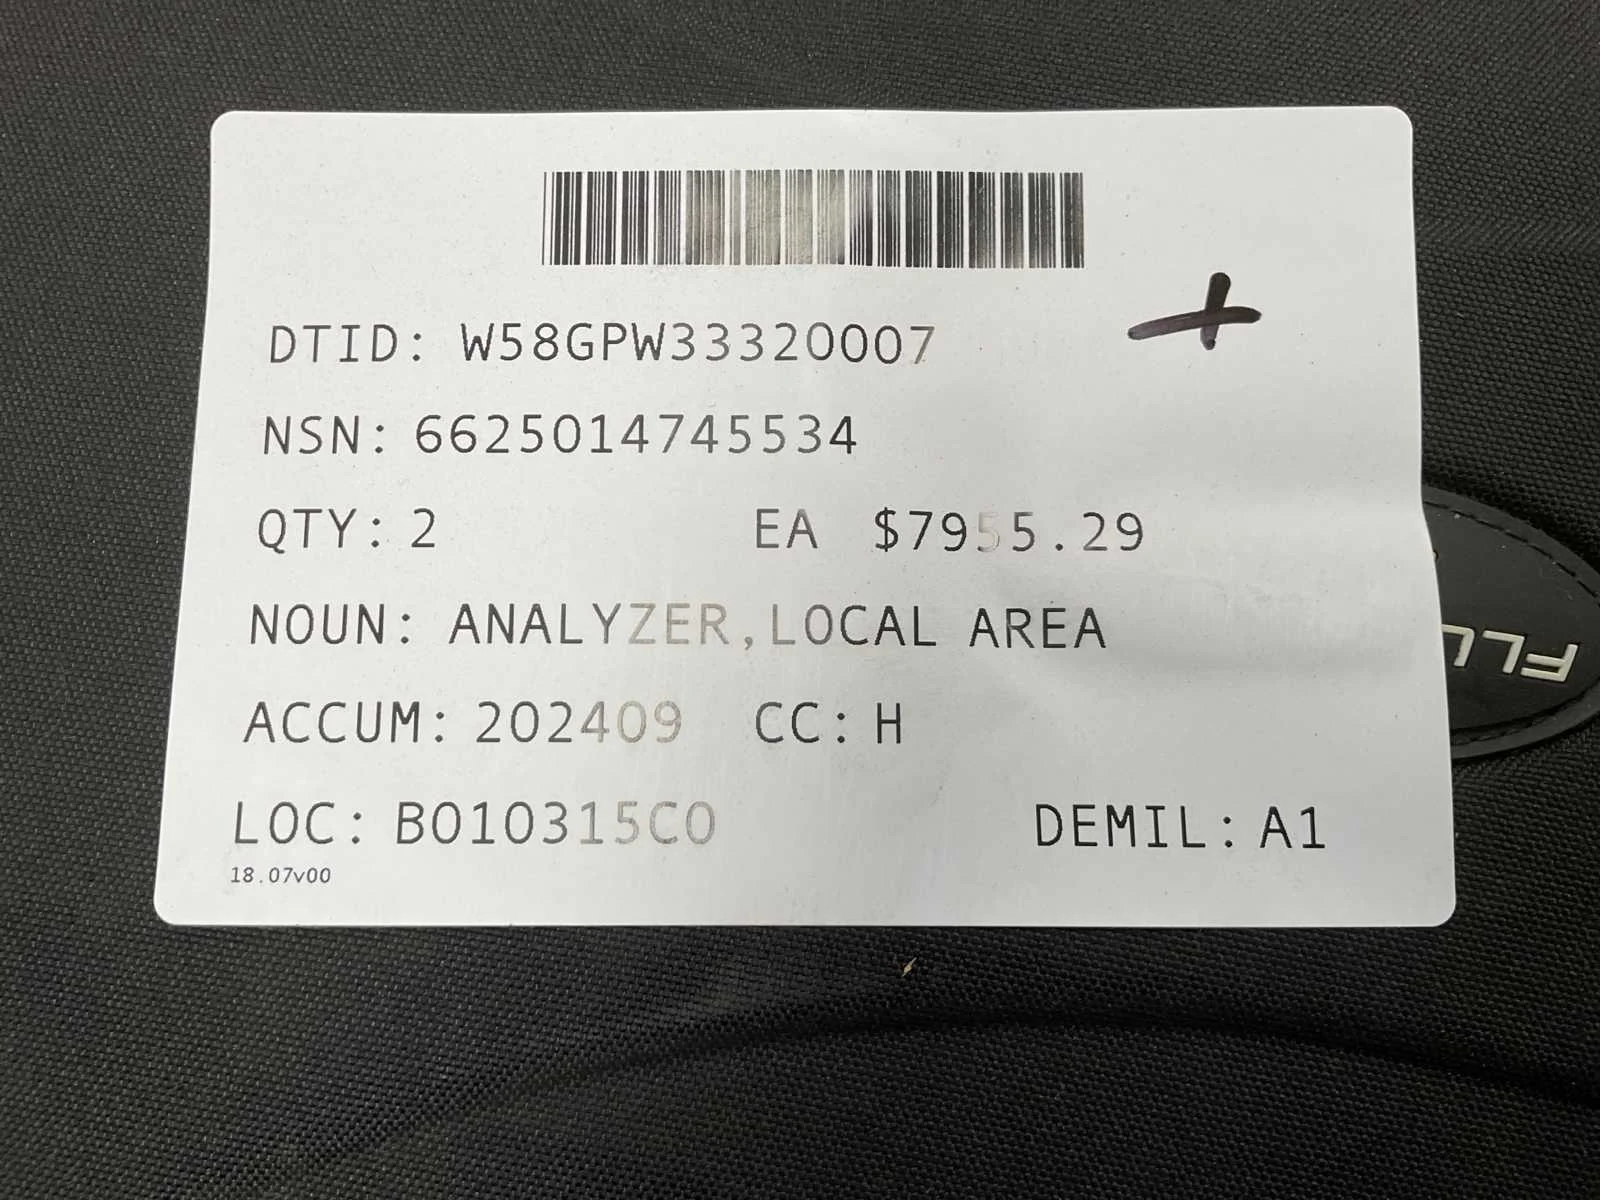 DTID: W58GPW33320007
NSN: 6625014745534
QTY: 2 EA $7955.29
NOUN: ANALYZER,LOCAL AREA
ACCUM: 202409 CC: H
LOC: B010315C0 DEMIL: A1
18.07v00